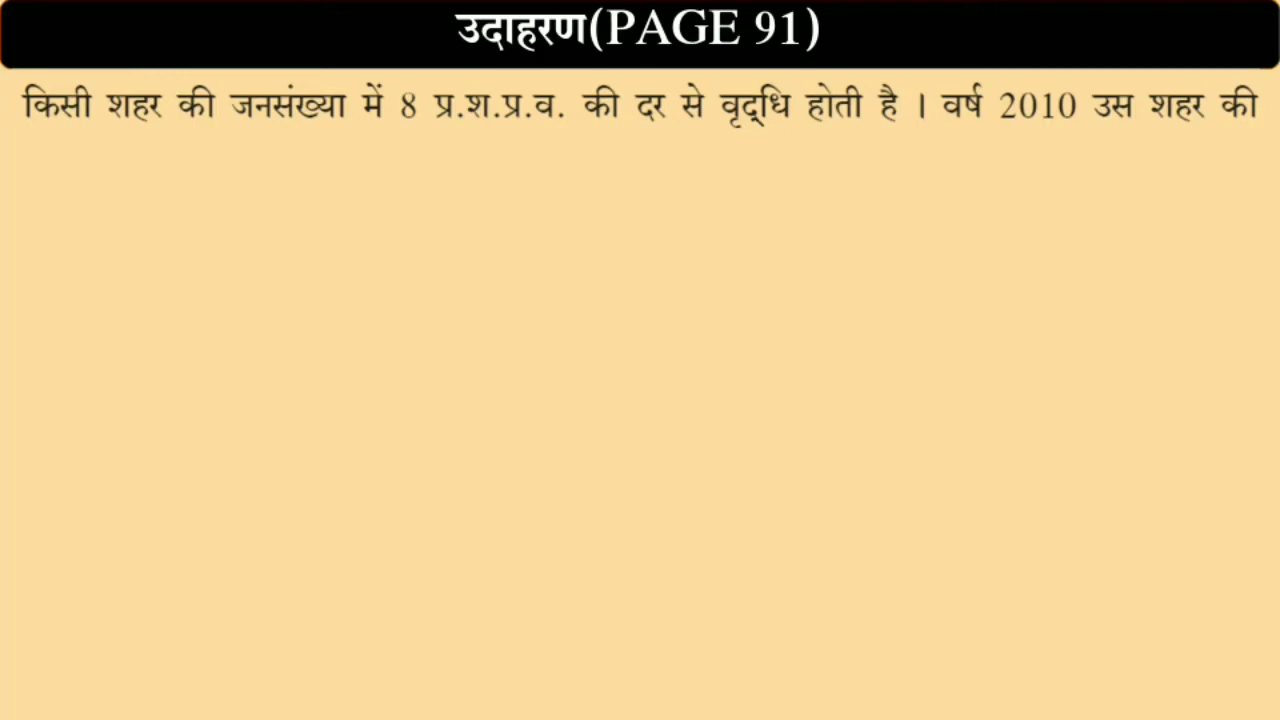 उदाहरण(PAGE 91)
किसी शहर की जनसंख्या में 8 प्र.श.प्र.व. की दर से वृद्‌धि होती है । वर्ष 2010 उस शहर की